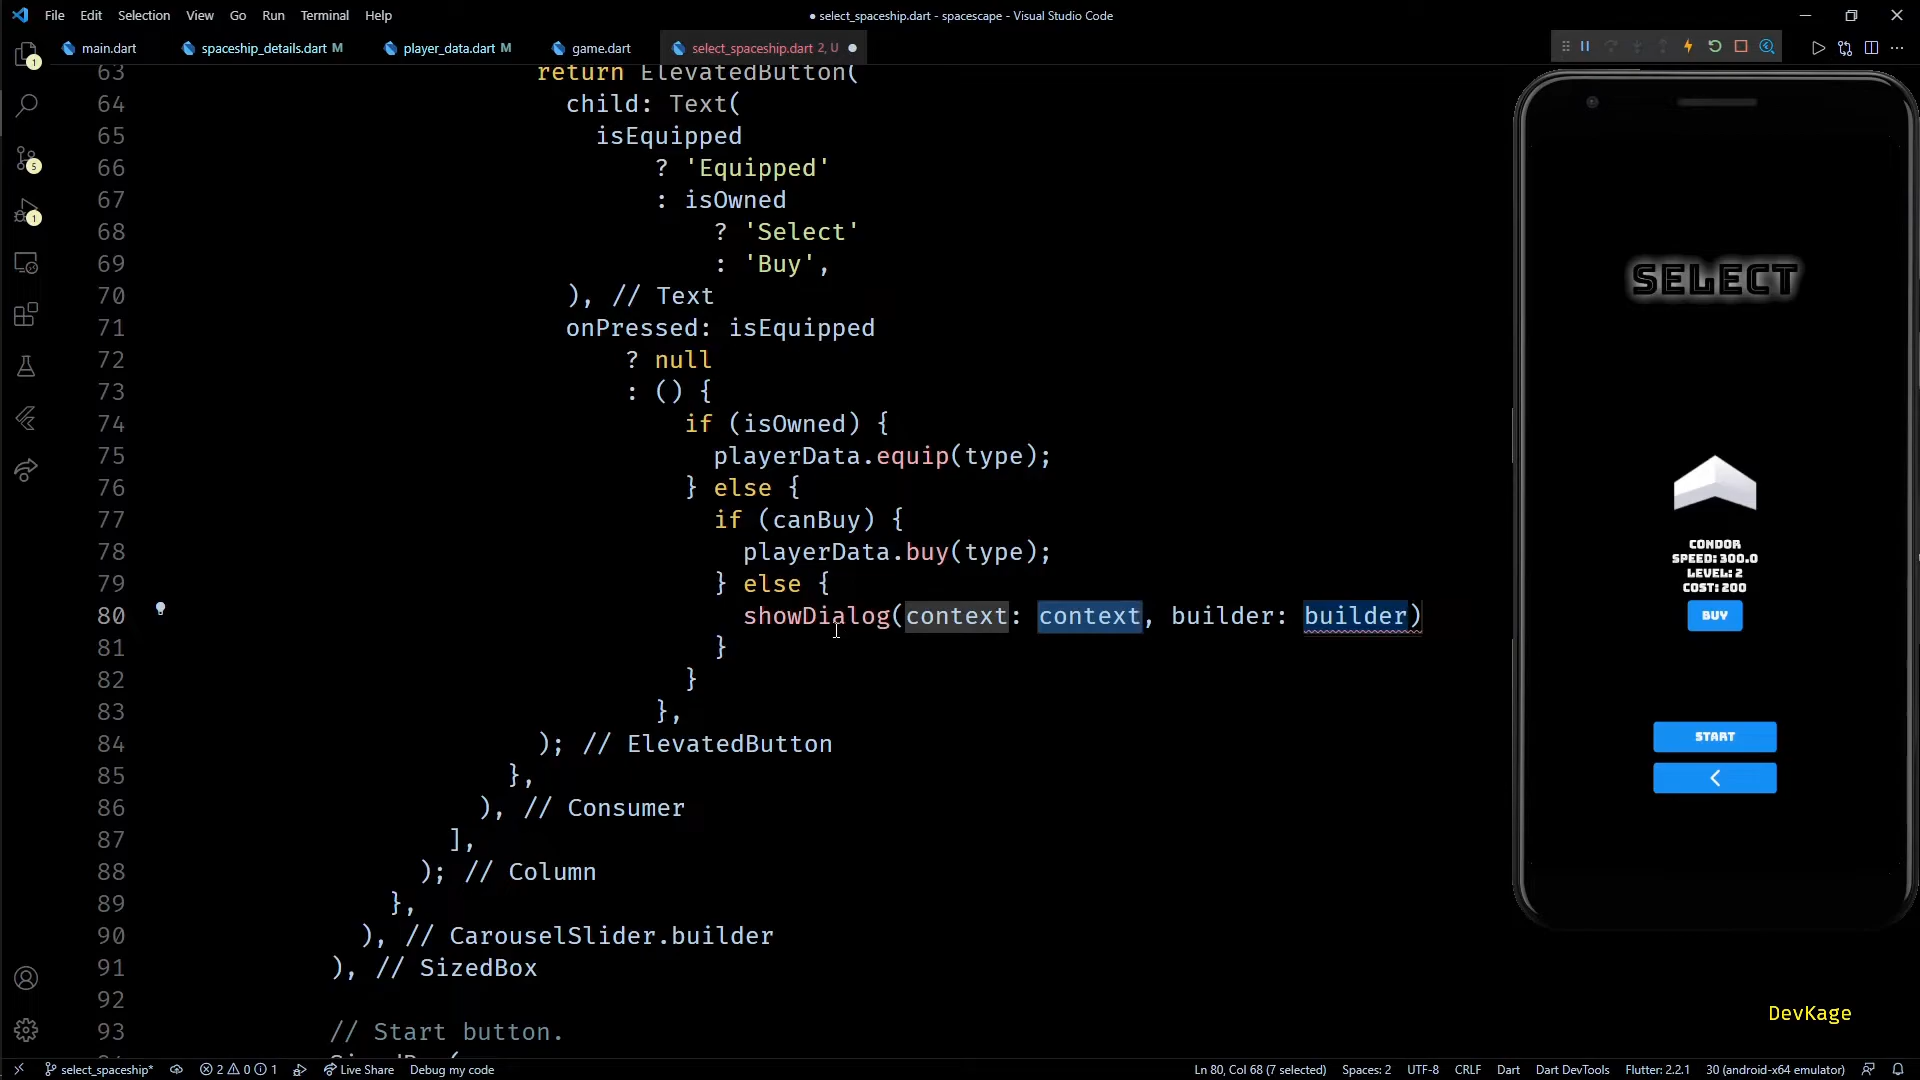 File Edit Selection View Go Run Terminal Help
● select_spaceship.dart - spacescape - Visual Studio Code
main.dart spaceship_details.dart M player_data.dart M game.dart select_spaceship.dart 2, U
63 return ElevatedButton(
64 child: Text(
65 isEquipped
66 ? 'Equipped'
67 : isOwned
68 ? 'Select'
69 : 'Buy',
70 ), // Text
71 onPressed: isEquipped
72 ? null
73 : () {
74 if (isOwned) {
75 playerData.equip(type);
76 } else {
77 if (canBuy) {
78 playerData.buy(type);
79 } else {
80 showDialog(context: context, builder: builder)
81 }
82 }
83 },
84 ); // ElevatedButton
85 },
86 ), // Consumer
87 ],
88 ); // Column
89 },
90 ), // CarouselSlider.builder
91 ), // SizedBox
92
93 // Start button.
1
5
1
SELECT
CONDOR
SPEED: 300.0
LEVEL: 2
COST: 200
BUY
START
DevKage
select_spaceship* 2 0 1 Live Share Debug my code Ln 80, Col 68 (7 selected) Spaces: 2 UTF-8 CRLF Dart Dart DevTools Flutter: 2.2.1 30 (android-x64 emulator)